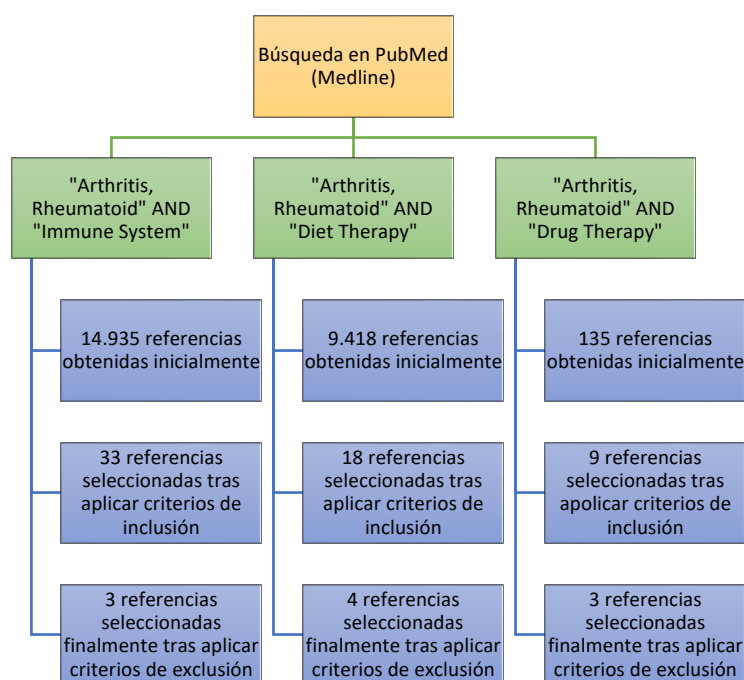 Búsqueda en PubMed
(Medline)
"Arthritis,
Rheumatoid" AND
"Immune System"
"Arthritis,
Rheumatoid" AND
"Diet Therapy"
"Arthritis,
Rheumatoid" AND
"Drug Therapy"
14.935 referencias
obtenidas inicialmente
9.418 referencias
obtenidas inicialmente
135 referencias
obtenidas inicialmente
33 referencias
seleccionadas tras
aplicar criterios de
inclusión
18 referencias
seleccionadas tras
aplicar criterios de
inclusión
9 referencias
seleccionadas tras
apolicar criterios de
inclusión
3 referencias
seleccionadas
finalmente tras aplicar
criterios de exclusión
4 referencias
seleccionadas
finalmente tras aplicar
criterios de exclusión
3 referencias
seleccionadas
finalmente tras aplicar
criterios de exclusión